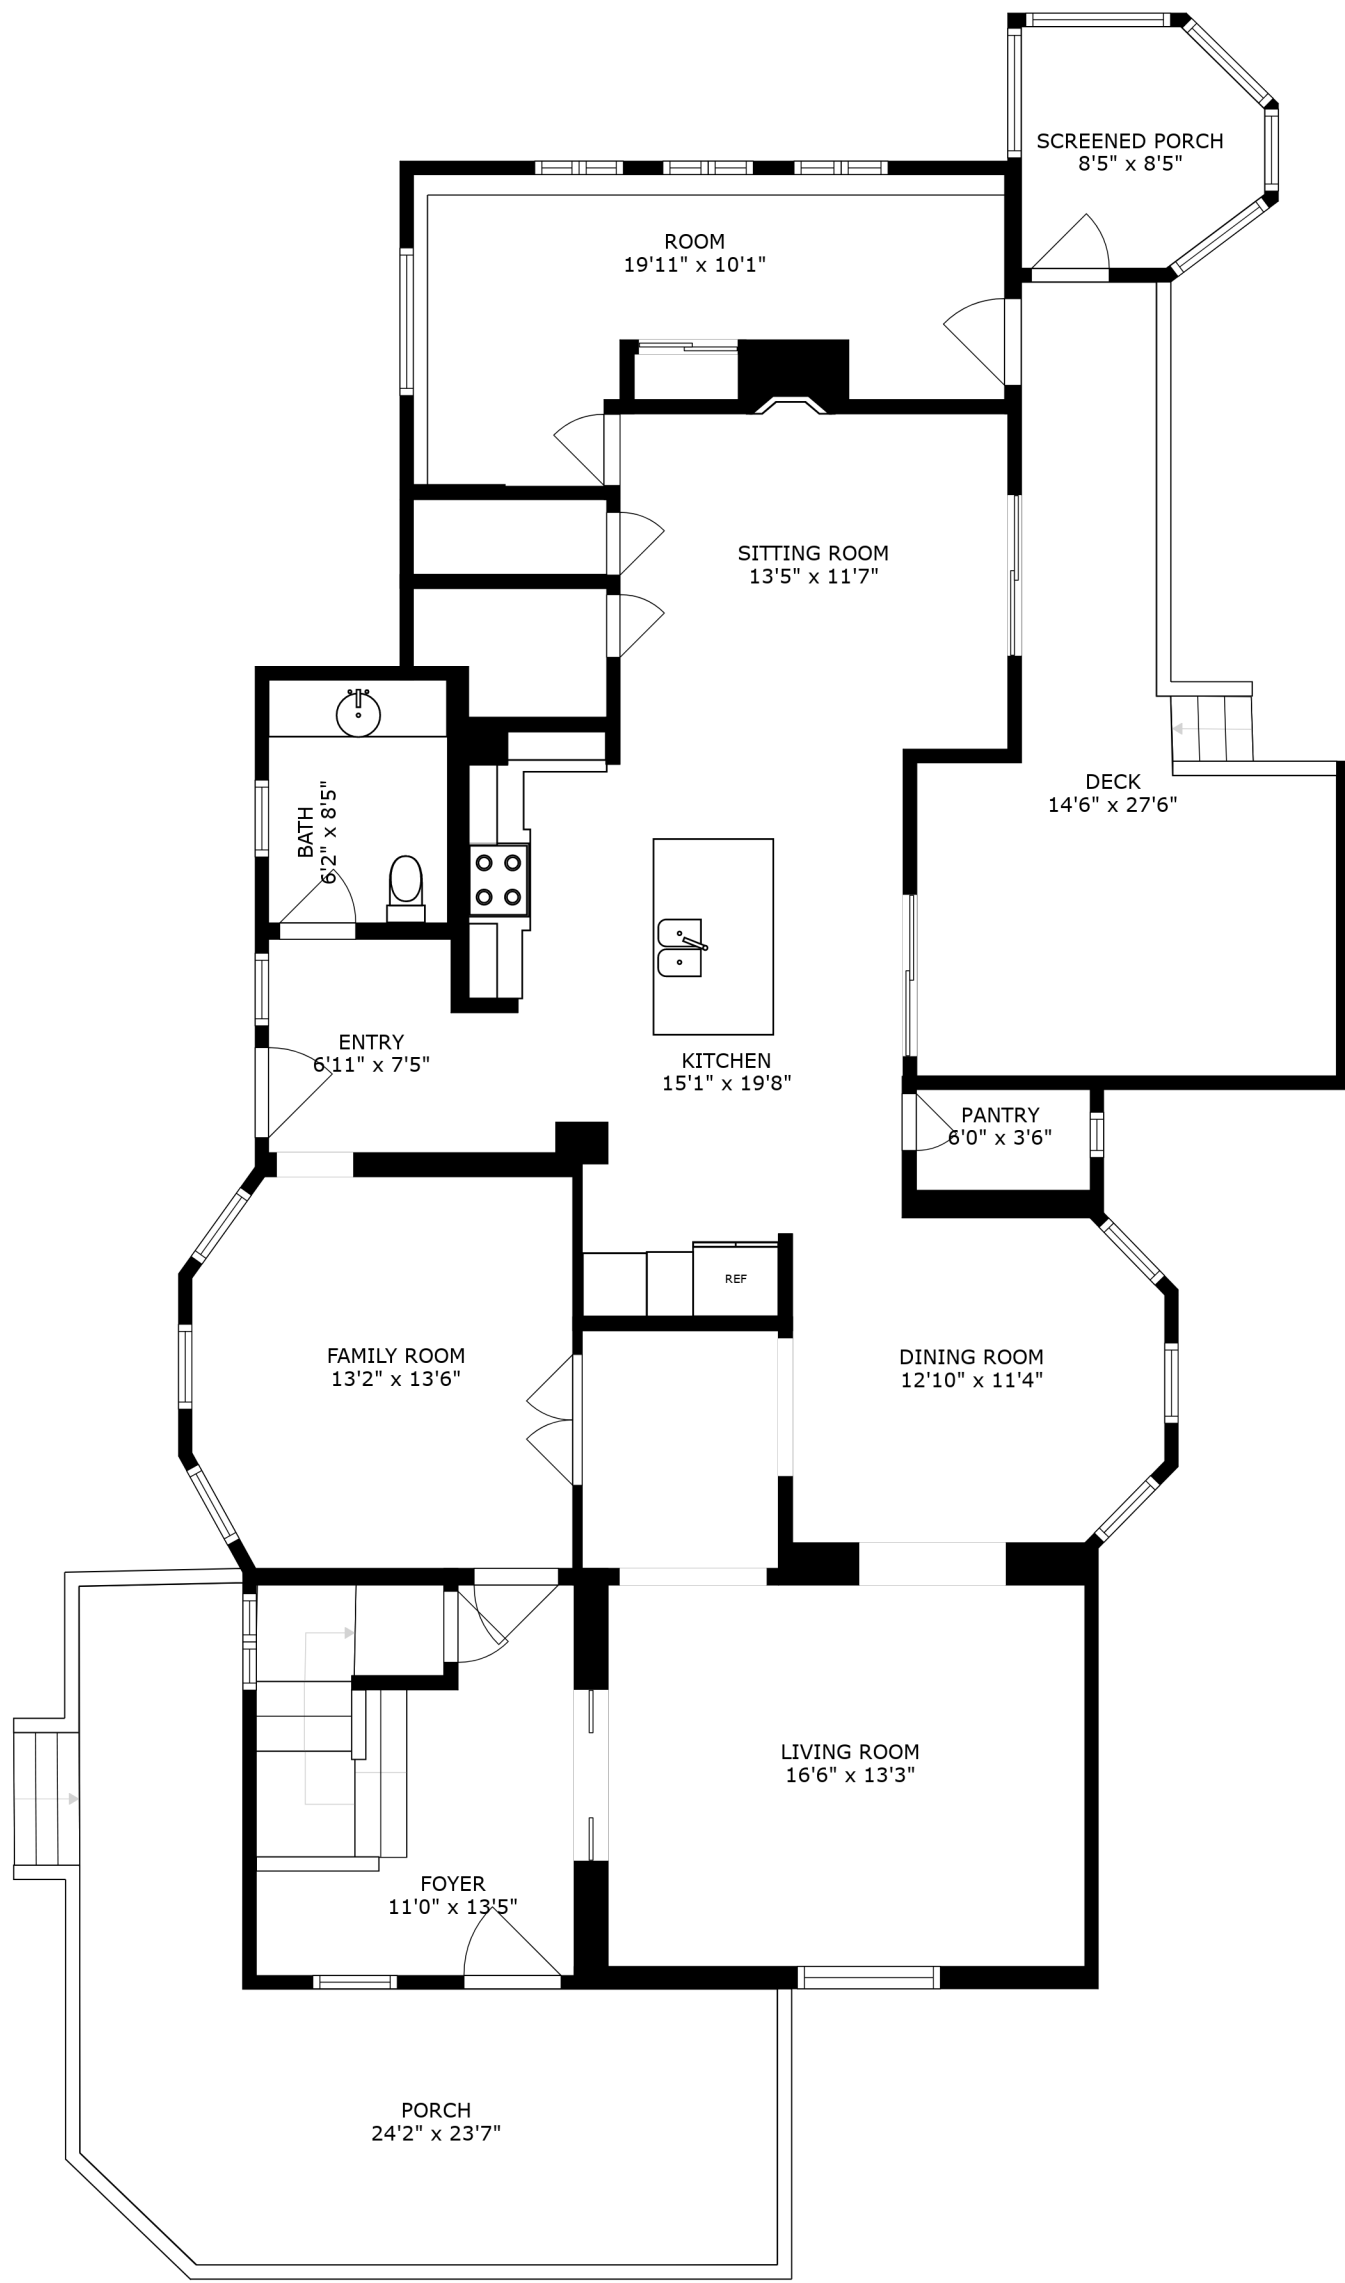 SCREENED PORCH
8'5" x 8'5"
ROOM
19'11" x 10'1"
SITTING ROOM
13'5" x 11'7"
DECK
14'6" x 27'6"
BATH
6'2" x 8'5"
ENTRY
6'11" x 7'5"
KITCHEN
15'1" x 19'8"
PANTRY
6'0" x 3'6"
REF
FAMILY ROOM
13'2" x 13'6"
DINING ROOM
12'10" x 11'4"
LIVING ROOM
16'6" x 13'3"
FOYER
11'0" x 13'5"
PORCH
24'2" x 23'7"